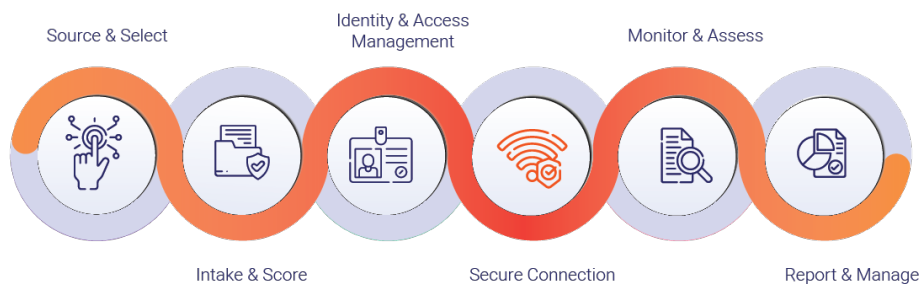 Source & Select
Identity & Access
Management
Monitor & Assess
Intake & Score
Secure Connection
Report & Manage